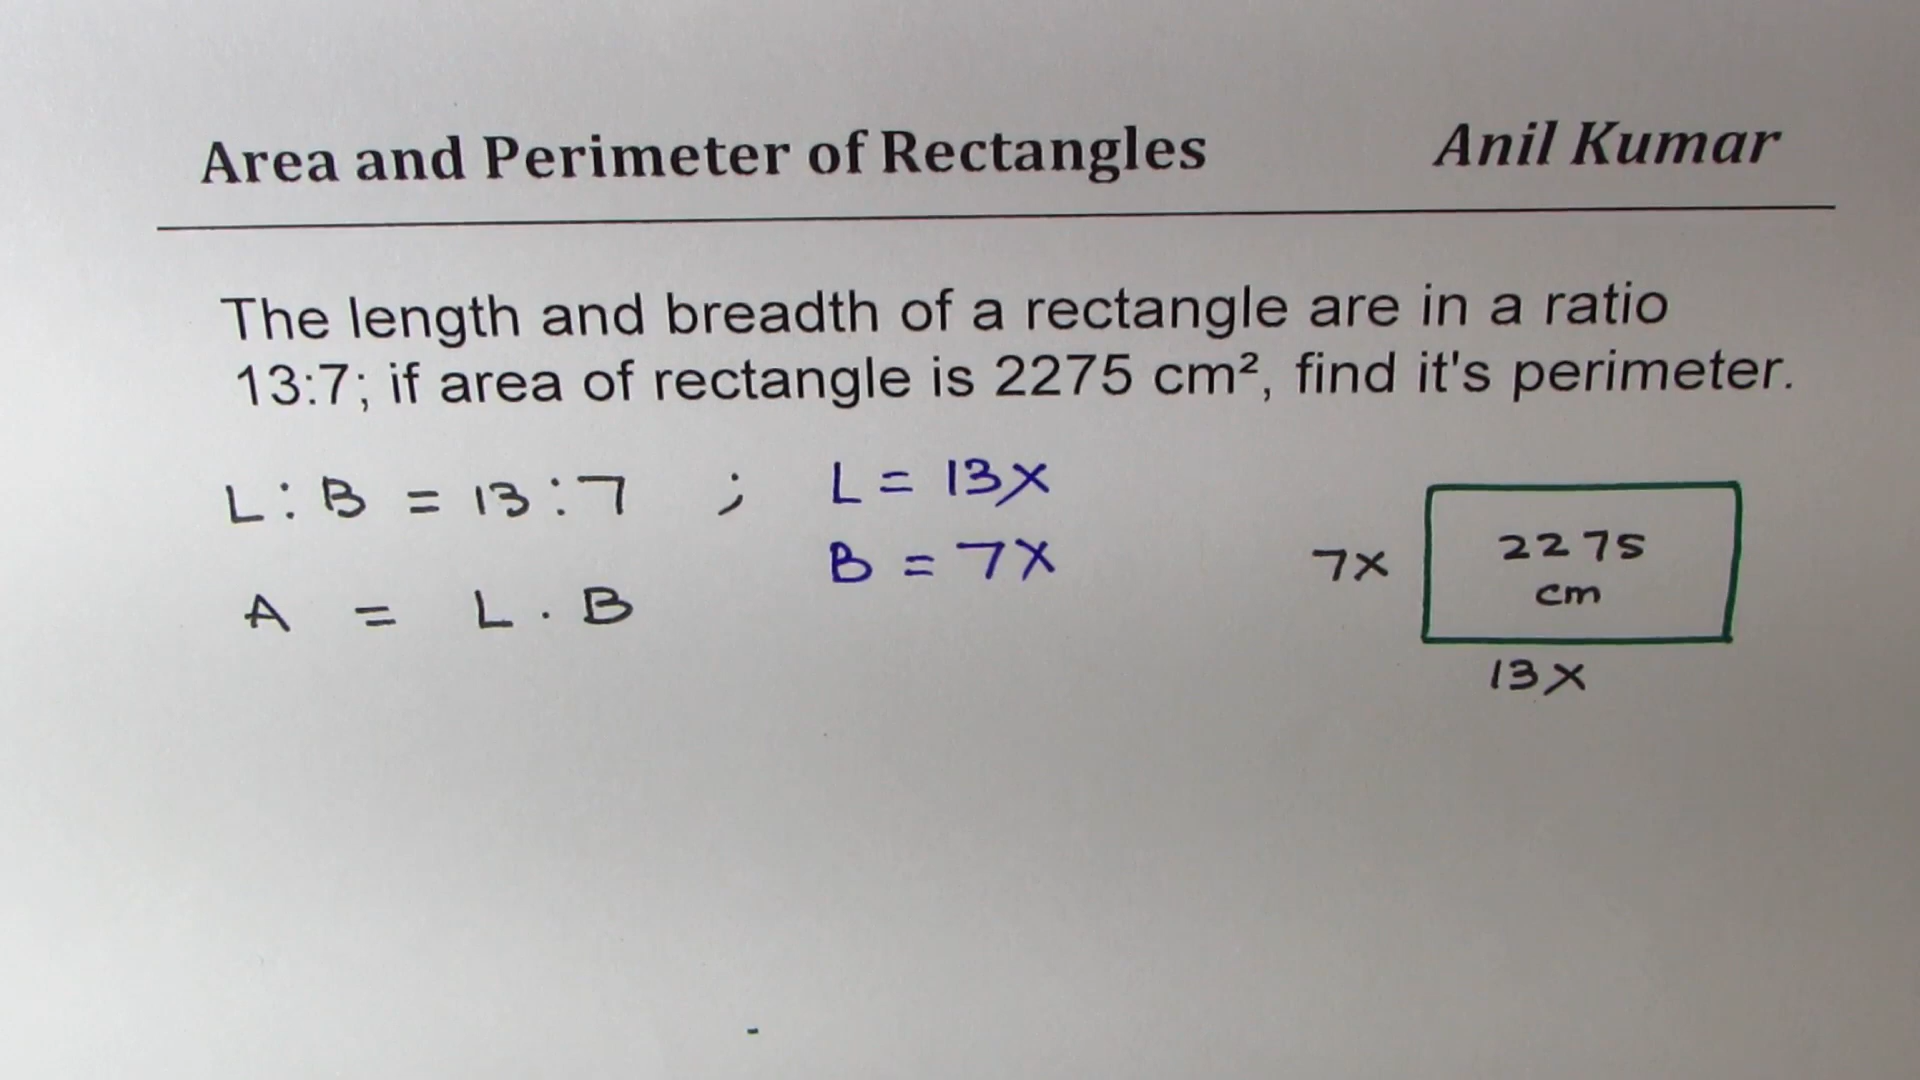 Area and Perimeter of Rectangles Anil Kumar
The length and breadth of a rectangle are in a ratio
13:7; if area of rectangle is 2275 cm², find it's perimeter.
L : B = 13 : 7 ; L = 13x
B = 7x
A = L . B
7x
2275
cm
13x